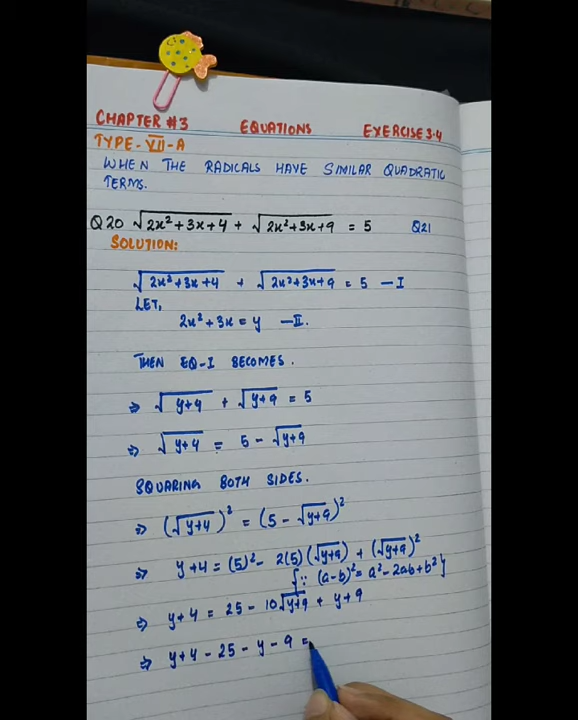 CHAPTER #3 EQUATIONS EXERCISE 3.4
TYPE-VII-A
WHEN THE RADICALS HAVE SIMILAR QUADRATIC
TERMS.
Q20 √(2x²+3x+4) + √(2x²+3x+9) = 5 Q21
SOLUTION:
√(2x²+3x+4) + √(2x²+3x+9) = 5 —I
LET,
2x²+3x = y —II.
THEN EQ-I BECOMES.
⇒ √(y+4) + √(y+9) = 5
⇒ √(y+4) = 5 - √(y+9)
SQUARING BOTH SIDES.
⇒ (√(y+4))² = (5 - √(y+9))²
⇒ y+4 = (5)² - 2(5)(√(y+9)) + (√(y+9))²
{∵ (a-b)² = a² - 2ab + b²}
⇒ y+4 = 25 - 10√(y+9) + y+9
⇒ y+4 - 25 - y - 9 =